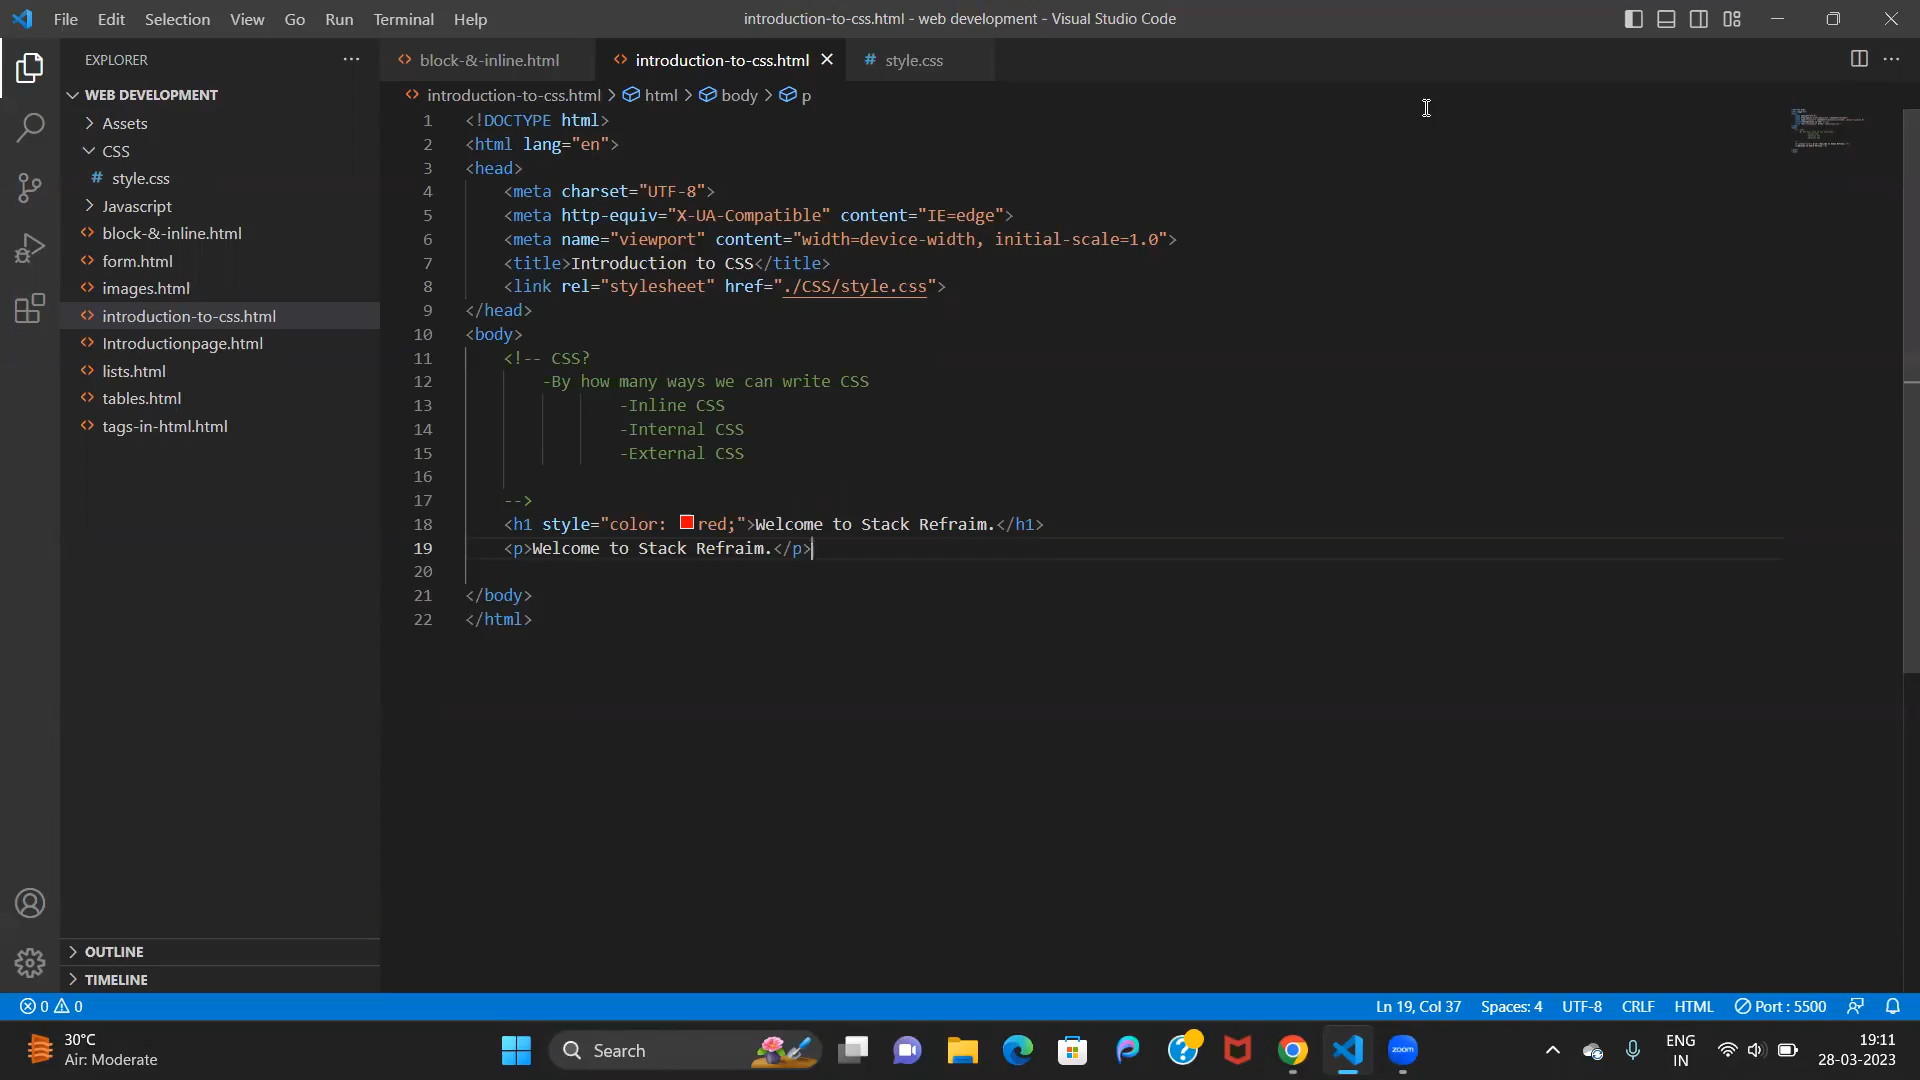 File Edit Selection View Go Run Terminal Help
introduction-to-css.html - web development - Visual Studio Code
EXPLORER
WEB DEVELOPMENT
Assets
CSS
# style.css
Javascript
block-&-inline.html
form.html
images.html
introduction-to-css.html
Introductionpage.html
lists.html
tables.html
tags-in-html.html
OUTLINE
TIMELINE
block-&-inline.html introduction-to-css.html # style.css
introduction-to-css.html > html > body > p
1 <!DOCTYPE html>
2 <html lang="en">
3 <head>
4 <meta charset="UTF-8">
5 <meta http-equiv="X-UA-Compatible" content="IE=edge">
6 <meta name="viewport" content="width=device-width, initial-scale=1.0">
7 <title>Introduction to CSS</title>
8 <link rel="stylesheet" href="./CSS/style.css">
9 </head>
10 <body>
11 <!-- CSS?
12 -By how many ways we can write CSS
13 -Inline CSS
14 -Internal CSS
15 -External CSS
16
17 -->
18 <h1 style="color: red;">Welcome to Stack Refraim.</h1>
19 <p>Welcome to Stack Refraim.</p>
20
21 </body>
22 </html>
0 0
Ln 19, Col 37 Spaces: 4 UTF-8 CRLF HTML Port : 5500
30°C
Air: Moderate
Search
zoom
ENG
IN
19:11
28-03-2023